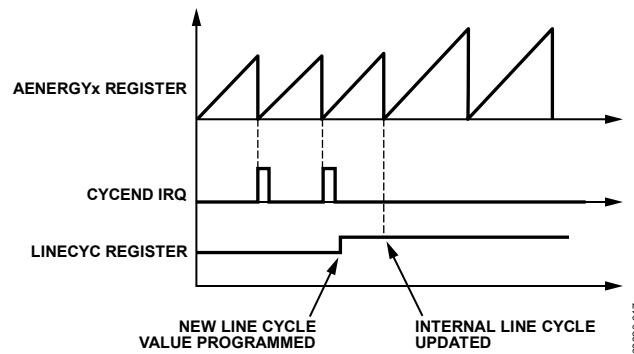 AENERGYx REGISTER
CYCEND IRQ
LINECYC REGISTER
NEW LINE CYCLE
VALUE PROGRAMMED
INTERNAL LINE CYCLE
UPDATED